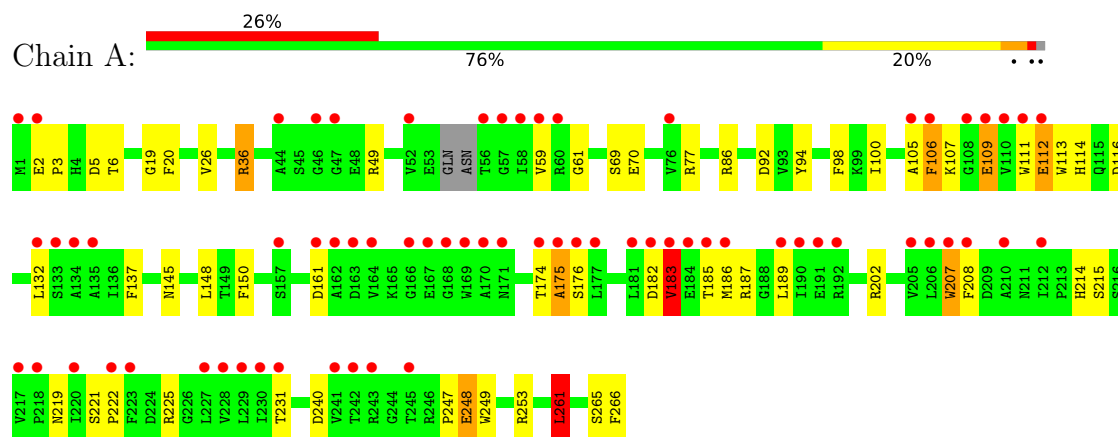 26%
Chain A:
76% 20% • ••
M1 E2 P3 H4 D5 T6 G19 F20 V26 R36 A44 S45 G46 G47 E48 R49 V52 E53 GLN ASN T56 G57 I58 V59 R60 G61 S69 E70 V76 R77 R86 D92 V93 Y94 F98 K99 I100 A105 F106 K107 G108 E109 V110 W111 E112 W113 H114 Q115 D116
L132 S133 A134 A135 I136 F137 N145 L148 T149 F150 S157 D161 A162 D163 V164 K165 G166 E167 G168 W169 A170 N171 T174 A175 S176 L177 L181 D182 V183 E184 T185 M186 R187 G188 L189 I190 E191 R192 R202 V205 L206 W207 F208 D209 A210 N211 I212 P213 H214 S215 S216
V217 P218 N219 I220 S221 P222 F223 D224 R225 G226 L227 V228 L229 I230 T231 D240 V241 T242 R243 G244 T245 R246 P247 E248 W249 R253 L261 S265 F266